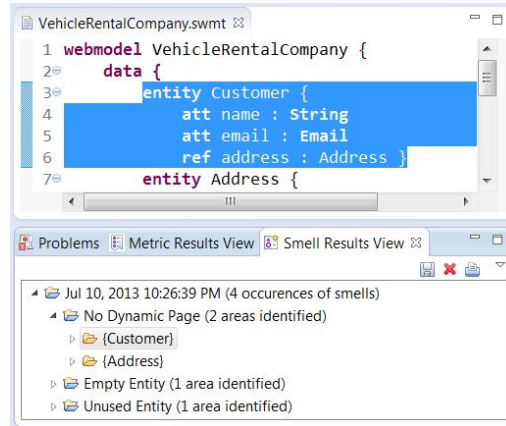 VehicleRentalCompany.swmt
1 webmodel VehicleRentalCompany {
2 data {
3 entity Customer {
4 att name : String
5 att email : Email
6 ref address : Address }
7 entity Address {
Problems Metric Results View Smell Results View
Jul 10, 2013 10:26:39 PM (4 occurences of smells)
No Dynamic Page (2 areas identified)
{Customer}
{Address}
Empty Entity (1 area identified)
Unused Entity (1 area identified)